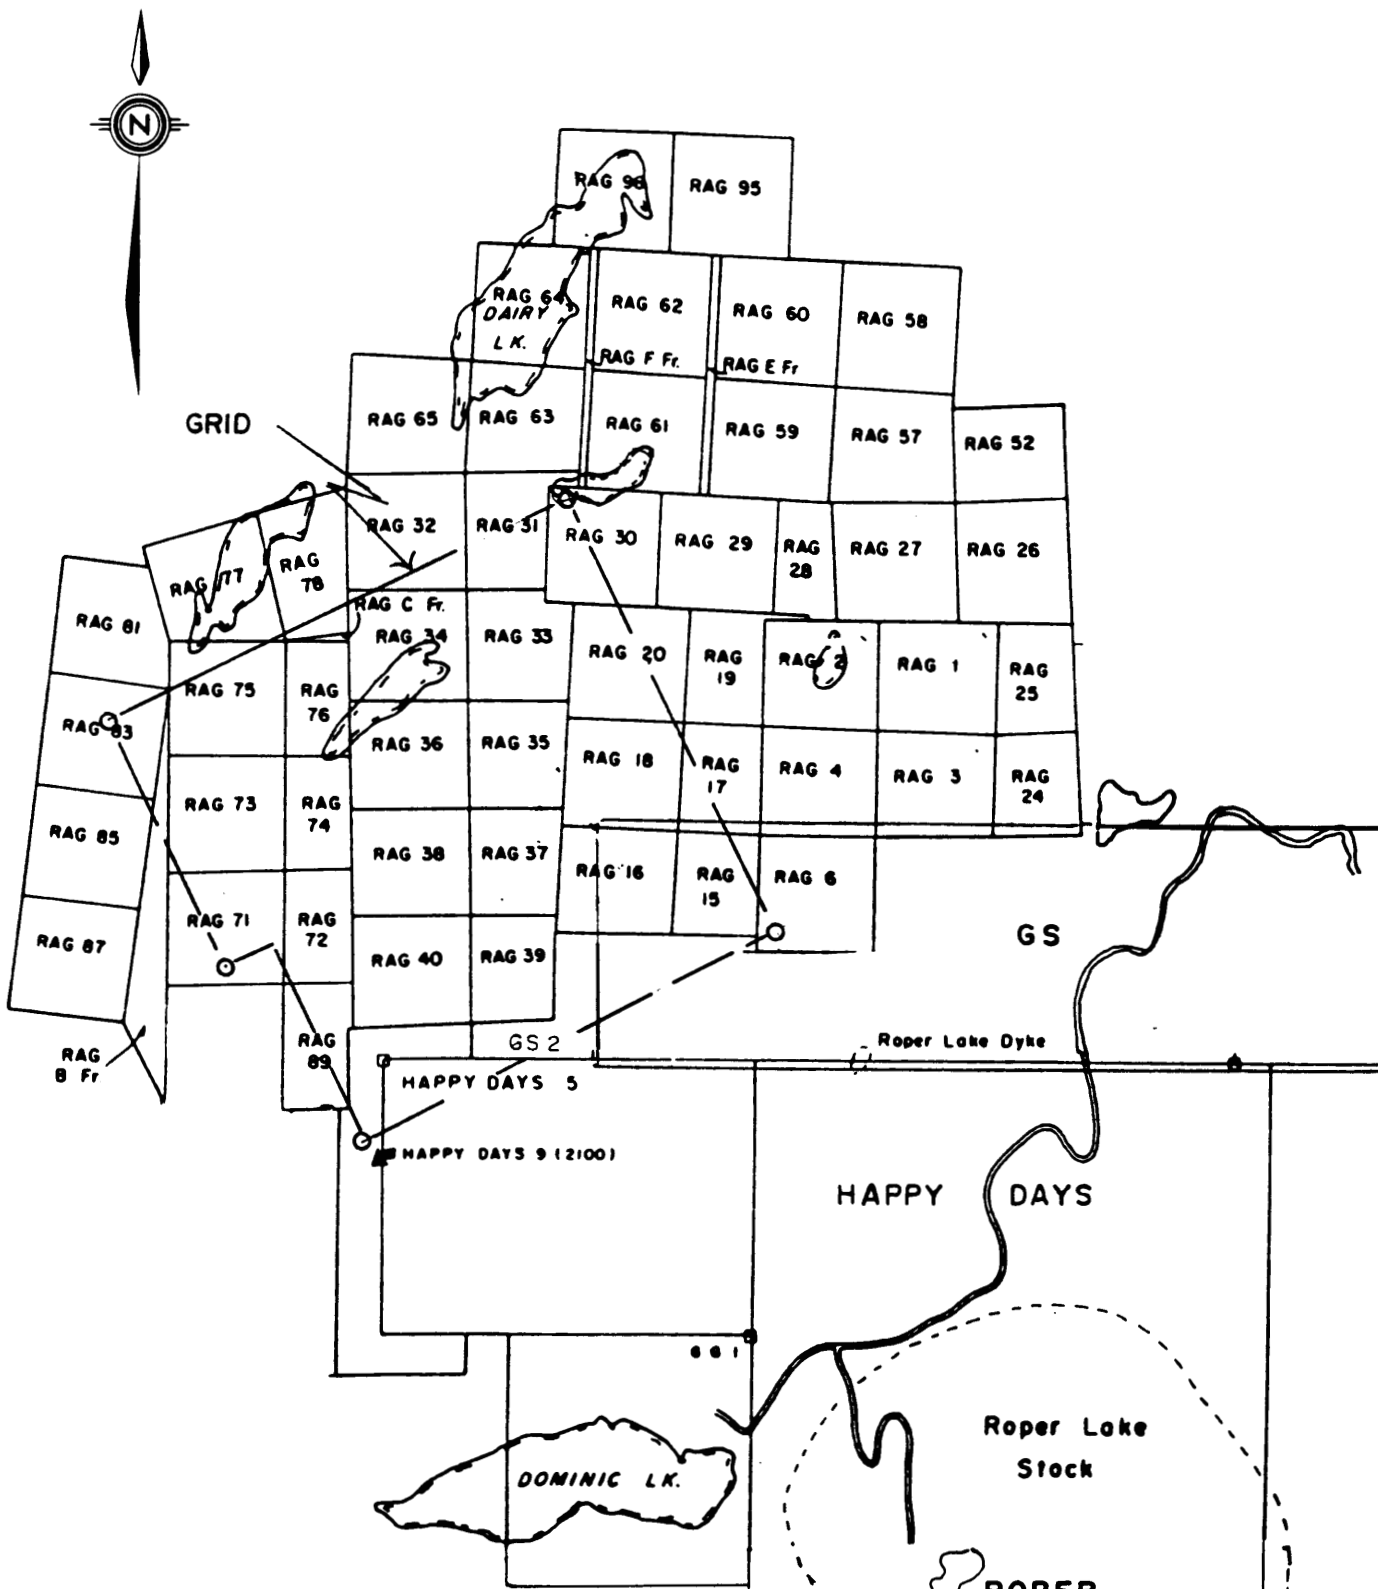 N
RAG 96
RAG 95
RAG 64
DAIRY
LK.
RAG 62
RAG 60
RAG 58
RAG F Fr.
RAG E Fr
GRID
RAG 65
RAG 63
RAG 61
RAG 59
RAG 57
RAG 52
RAG 32
RAG 31
RAG 30
RAG 29
RAG
28
RAG 27
RAG 26
RAG 77
RAG
78
RAG C Fr.
RAG 81
RAG 34
RAG 33
RAG 20
RAG
19
RAG 2
RAG 1
RAG
25
RAG 75
RAG
76
RAG 83
RAG 36
RAG 35
RAG 18
RAG
17
RAG 4
RAG 3
RAG
24
RAG 73
RAG
74
RAG 85
RAG 38
RAG 37
RAG 16
RAG
15
RAG 6
RAG 71
RAG
72
RAG 87
RAG 40
RAG 39
GS
RAG
B Fr
RAG
89
GS 2
Roper Lake Dyke
HAPPY DAYS 5
HAPPY DAYS 9 (2100)
HAPPY DAYS
Roper Lake
Stock
DOMINIC LK.
ROPER